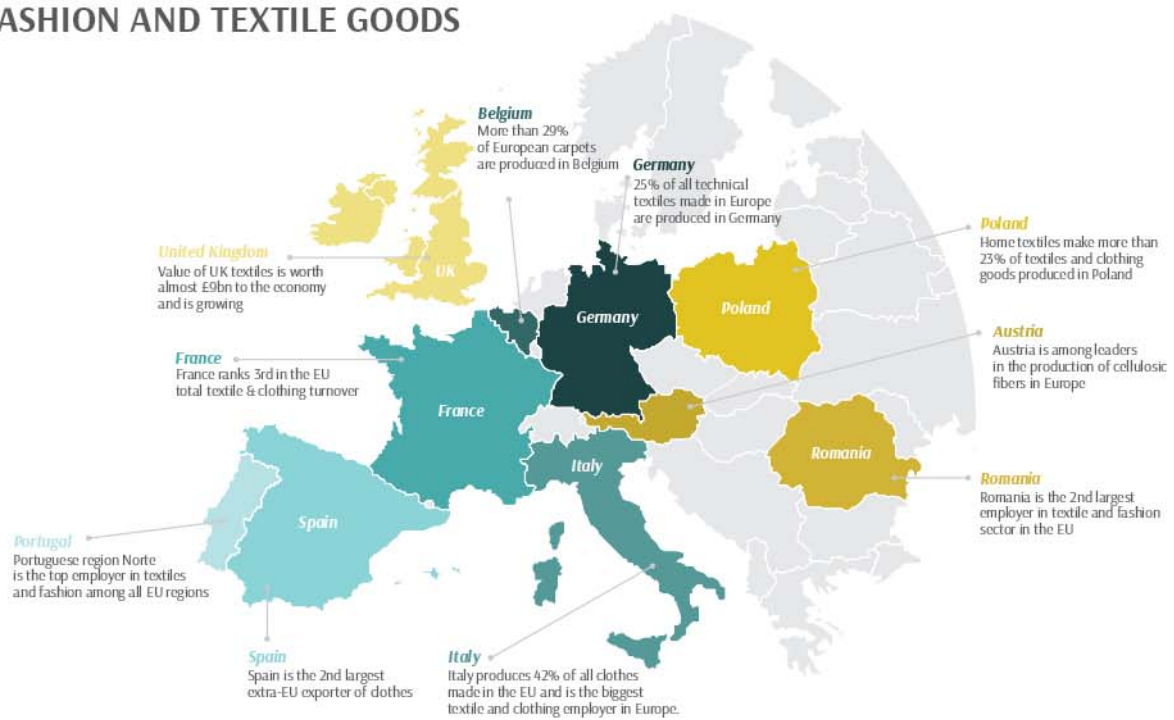 ASHION AND TEXTILE GOODS
Belgium
More than 29%
of European carpets
are produced in Belgium
Germany
25% of all technical
textiles made in Europe
are produced in Germany
United Kingdom
Value of UK textiles is worth
almost £9bn to the economy
and is growing
UK
Poland
Home textiles make more than
23% of textiles and clothing
goods produced in Poland
Germany
Poland
Austria
Austria is among leaders
in the production of cellulosic
fibers in Europe
France
France ranks 3rd in the EU
total textile & clothing turnover
France
Italy
Romania
Romania
Romania is the 2nd largest
employer in textile and fashion
sector in the EU
Spain
Portugal
Portuguese region Norte
is the top employer in textiles
and fashion among all EU regions
Spain
Spain is the 2nd largest
extra-EU exporter of clothes
Italy
Italy produces 42% of all clothes
made in the EU and is the biggest
textile and clothing employer in Europe.